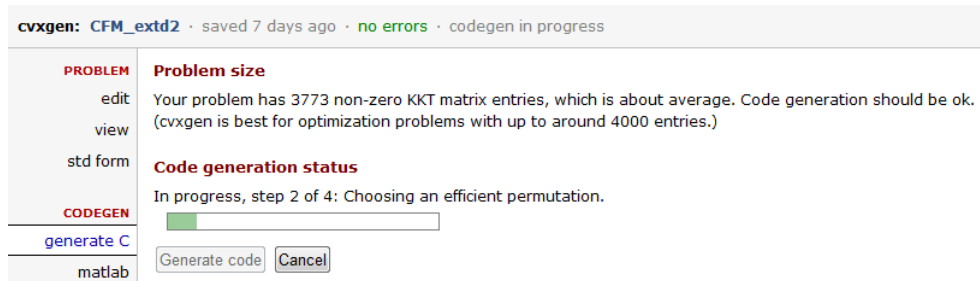 cvxgen: CFM_extd2 · saved 7 days ago · no errors · codegen in progress
PROBLEM
edit
view
std form
CODEGEN
generate C
matlab
Problem size
Your problem has 3773 non-zero KKT matrix entries, which is about average. Code generation should be ok.
(cvxgen is best for optimization problems with up to around 4000 entries.)
Code generation status
In progress, step 2 of 4: Choosing an efficient permutation.
Generate code Cancel